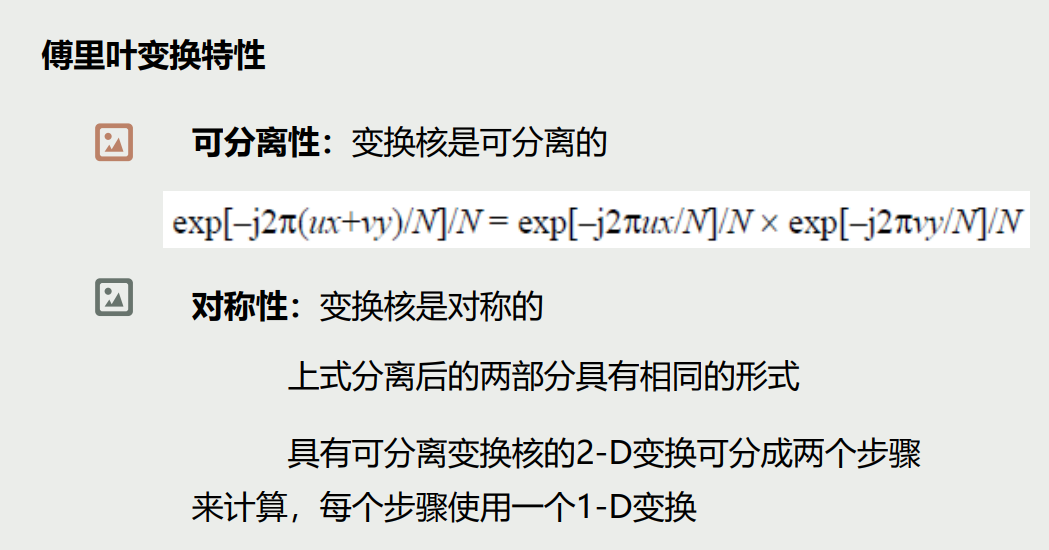 傅里叶变换特性
可分离性：变换核是可分离的
exp[–j2π(ux+vy)/N]/N = exp[–j2πux/N]/N × exp[–j2πvy/N]/N
对称性：变换核是对称的
上式分离后的两部分具有相同的形式
具有可分离变换核的2-D变换可分成两个步骤
来计算，每个步骤使用一个1-D变换